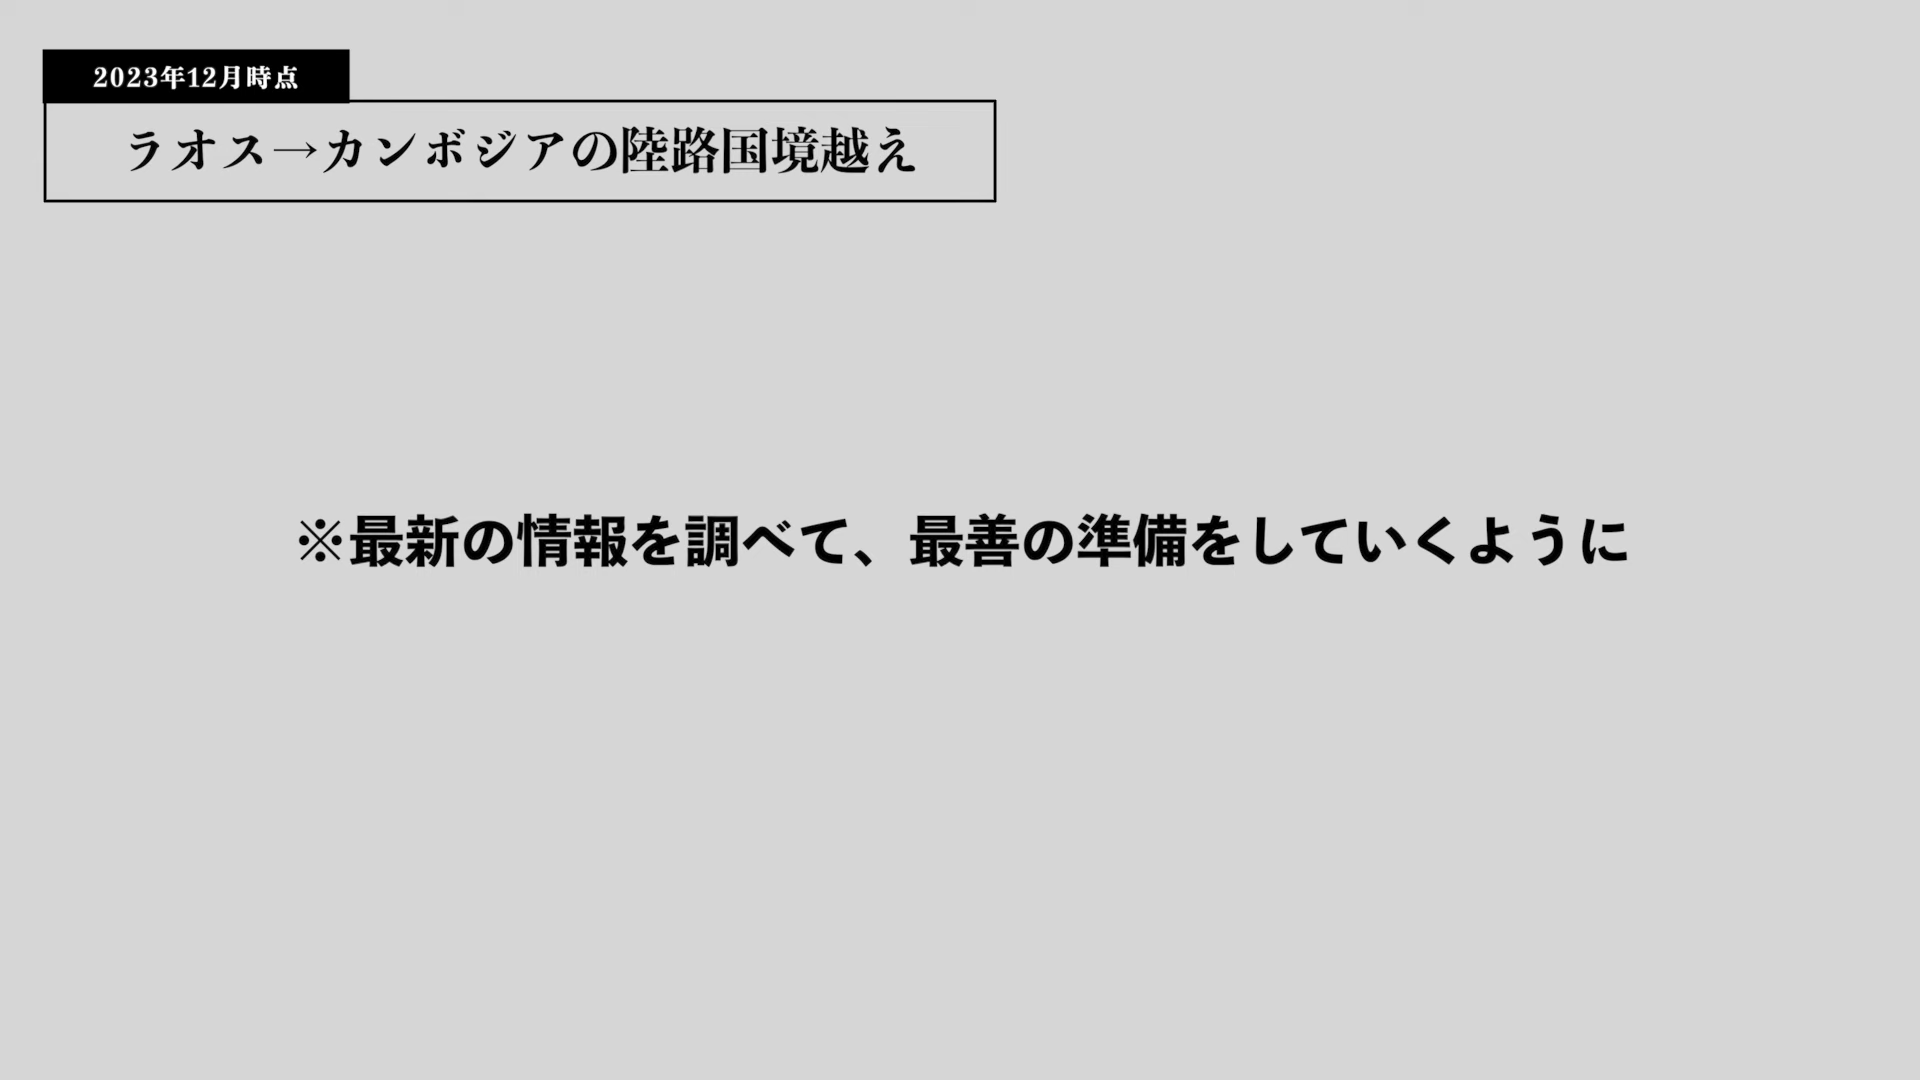 2023年12月時点
ラオス→カンボジアの陸路国境越え
※最新の情報を調べて、最善の準備をしていくように